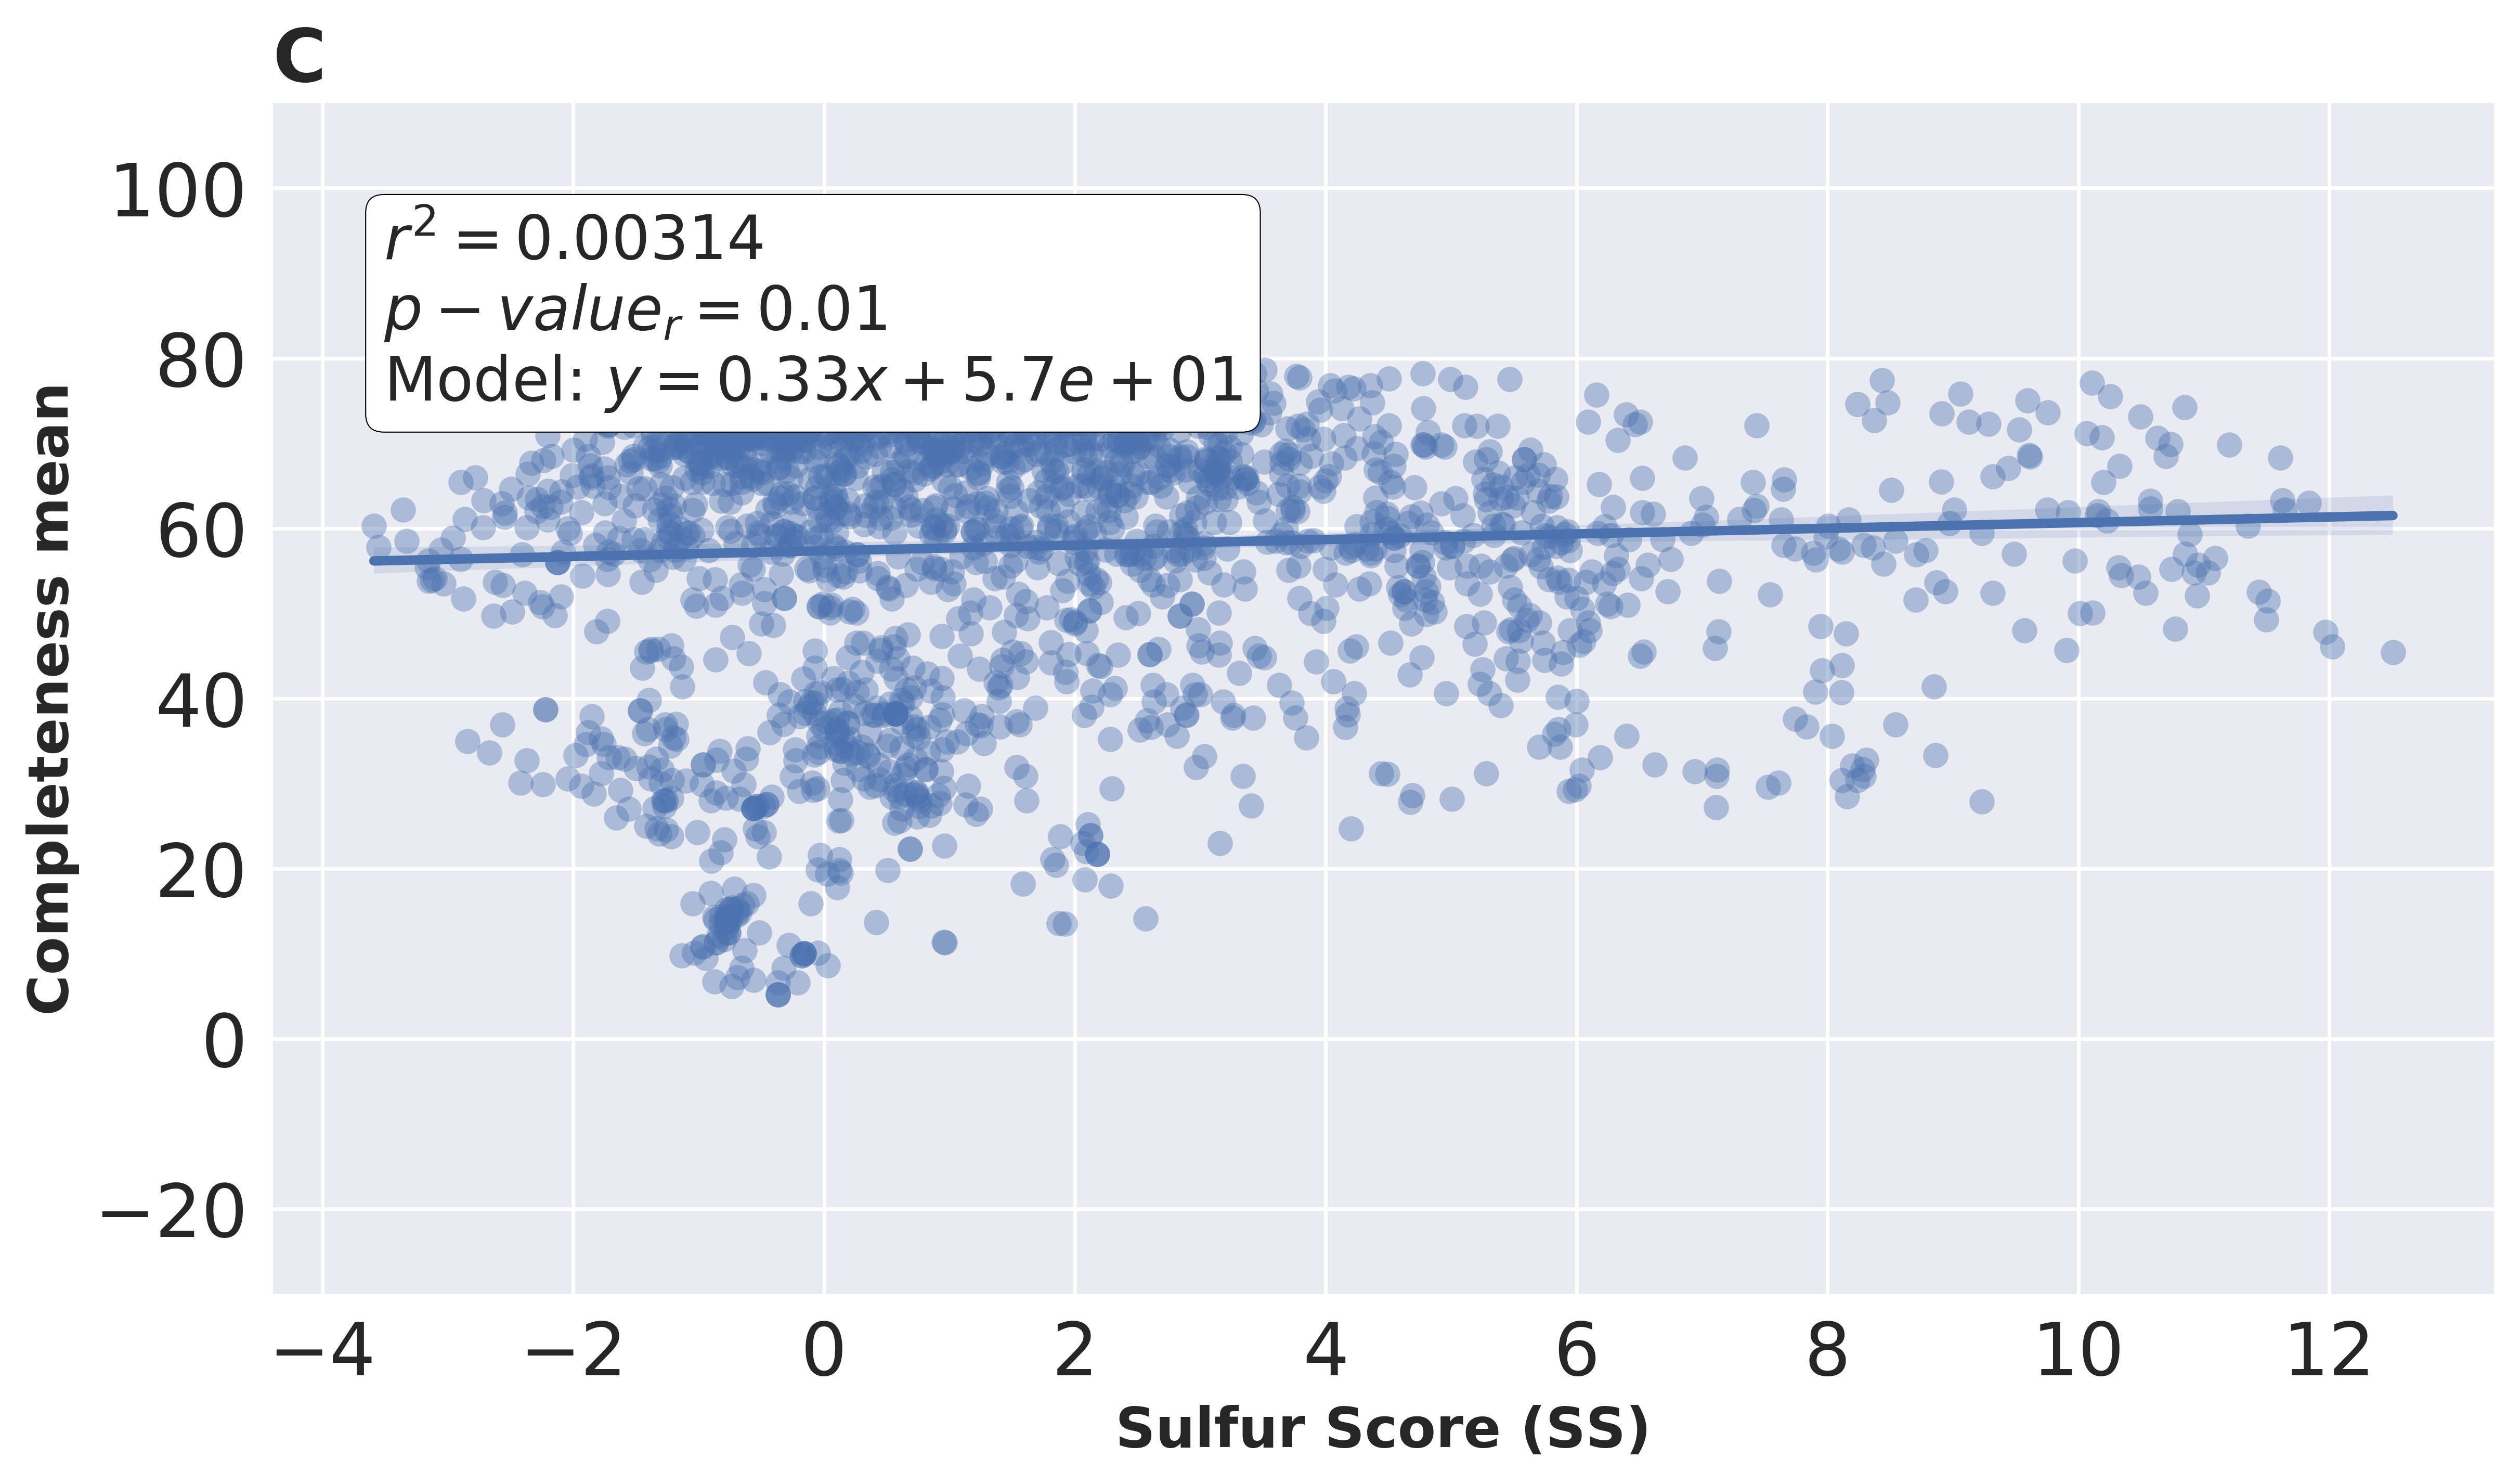 C
100
80
60
40
20
0
−20
Completeness mean
r² = 0.00314
p − value_r = 0.01
Model: y = 0.33x + 5.7e + 01
−4 −2 0 2 4 6 8 10 12
Sulfur Score (SS)